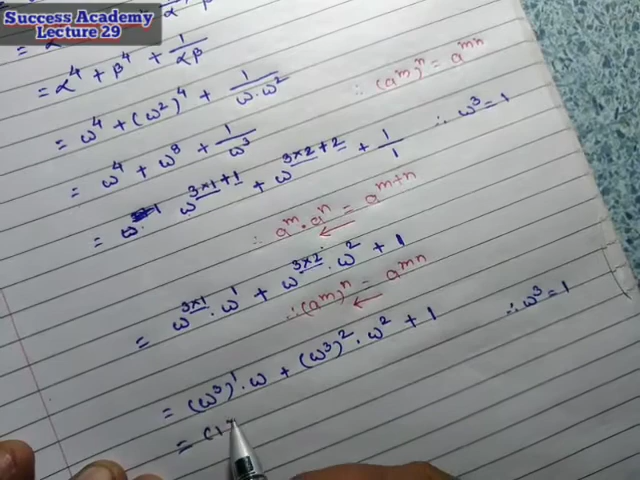 Success Academy
Lecture 29
= α⁴ + β⁴ + 1/αβ
∴ (aᵐ)ⁿ = aᵐⁿ
= ω⁴ + (ω²)⁴ + 1/ω·ω²
= ω⁴ + ω⁸ + 1/ω³
∴ ω³ = 1
= ω^(3×1+1) + ω^(3×2+2) + 1/1
∴ aᵐ·aⁿ = aᵐ⁺ⁿ
= ω^(3×1)·ω¹ + ω^(3×2)·ω² + 1
∴ (aᵐ)ⁿ = aᵐⁿ
= (ω³)¹·ω + (ω³)²·ω² + 1
∴ ω³ = 1
= (1